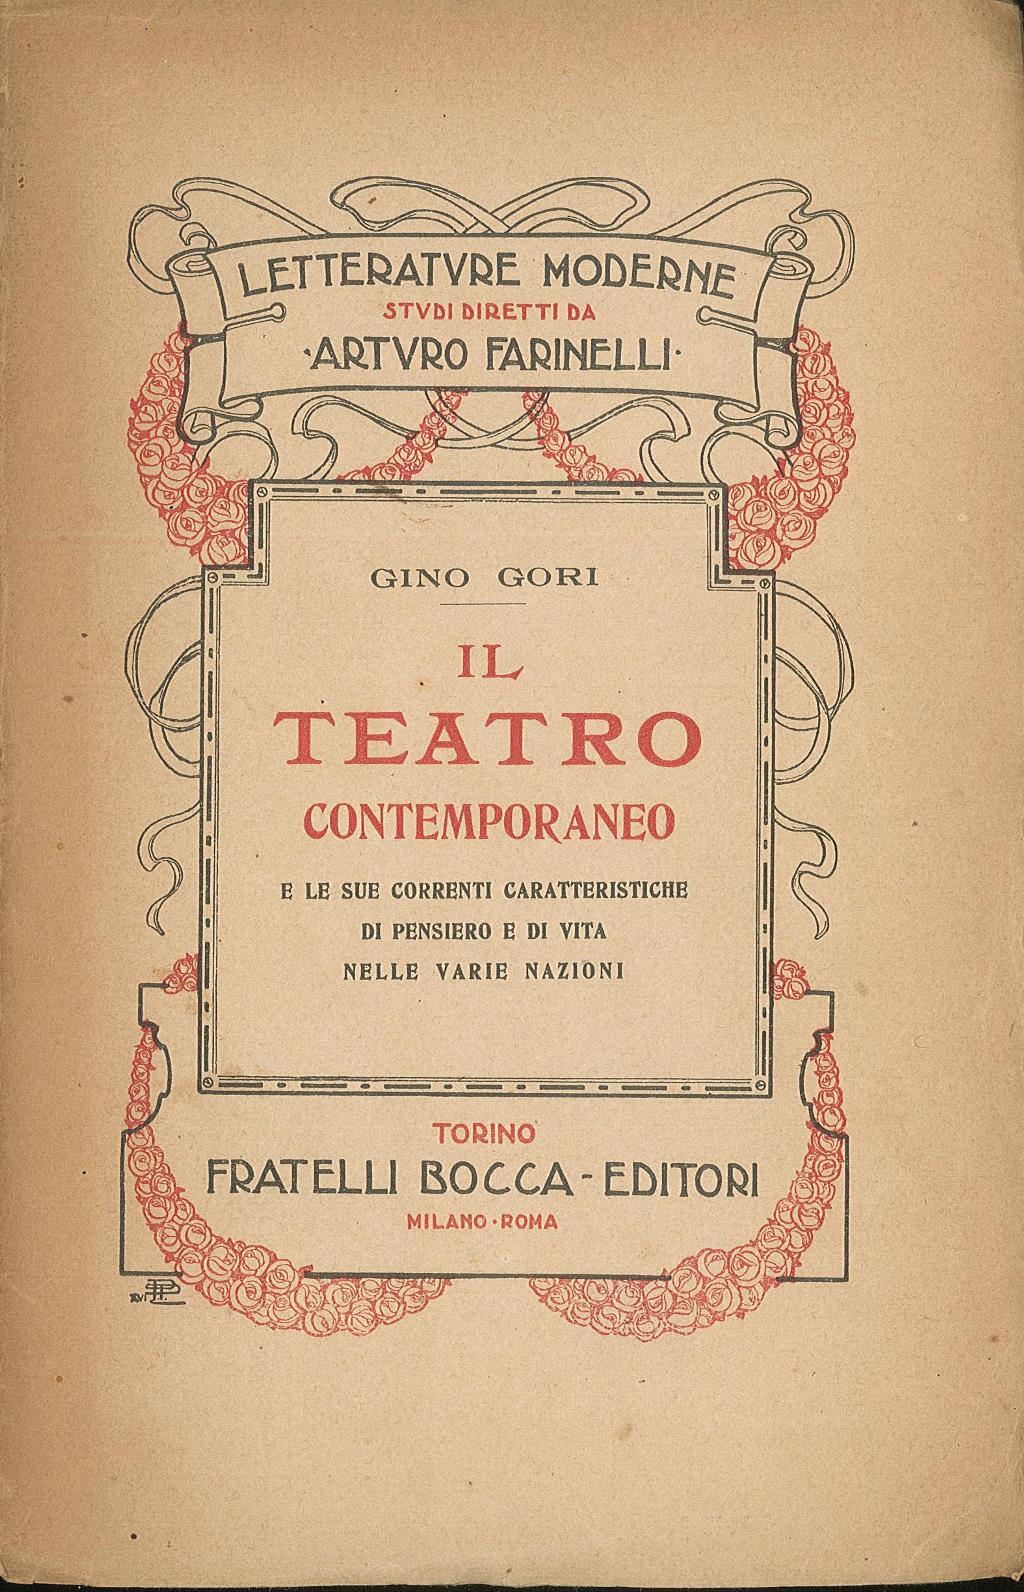 LETTERATVRE MODERNE
STVDI DIRETTI DA
·ARTVRO FARINELLI·
GINO GORI
IL
TEATRO
CONTEMPORANEO
E LE SUE CORRENTI CARATTERISTICHE
DI PENSIERO E DI VITA
NELLE VARIE NAZIONI
TORINO
FRATELLI BOCCA - EDITORI
MILANO · ROMA